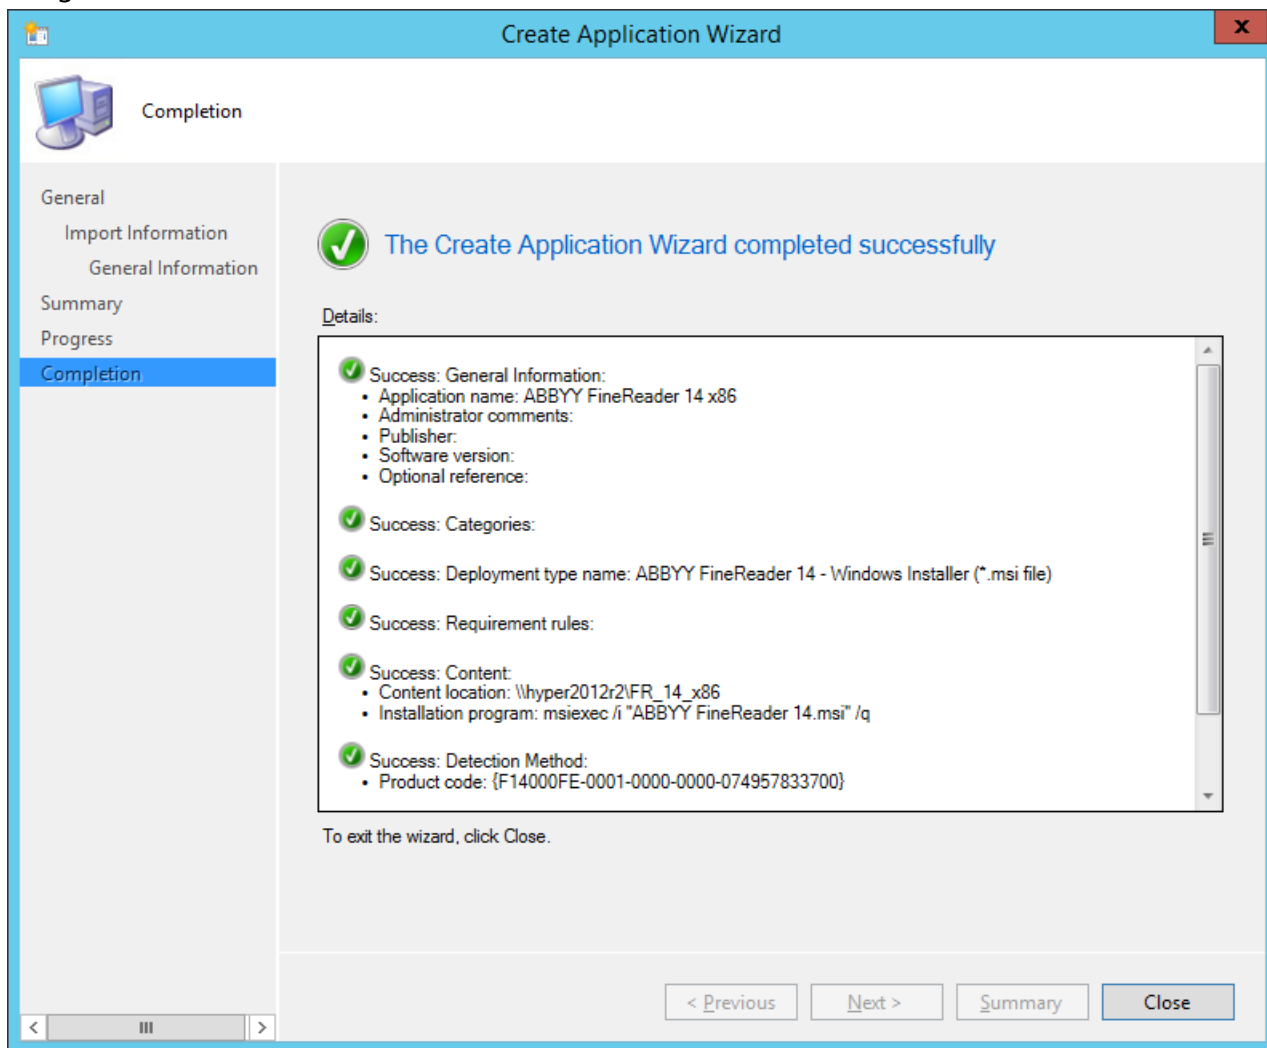 Create Application Wizard
X
Completion
General
Import Information
General Information
Summary
Progress
Completion
The Create Application Wizard completed successfully
Details:
Success: General Information:
• Application name: ABBYY FineReader 14 x86
• Administrator comments:
• Publisher:
• Software version:
• Optional reference:
Success: Categories:
Success: Deployment type name: ABBYY FineReader 14 - Windows Installer (*.msi file)
Success: Requirement rules:
Success: Content:
• Content location: \\hyper2012r2\FR_14_x86
• Installation program: msiexec /i "ABBYY FineReader 14.msi" /q
Success: Detection Method:
• Product code: {F14000FE-0001-0000-0000-074957833700}
To exit the wizard, click Close.
< Previous
Next >
Summary
Close